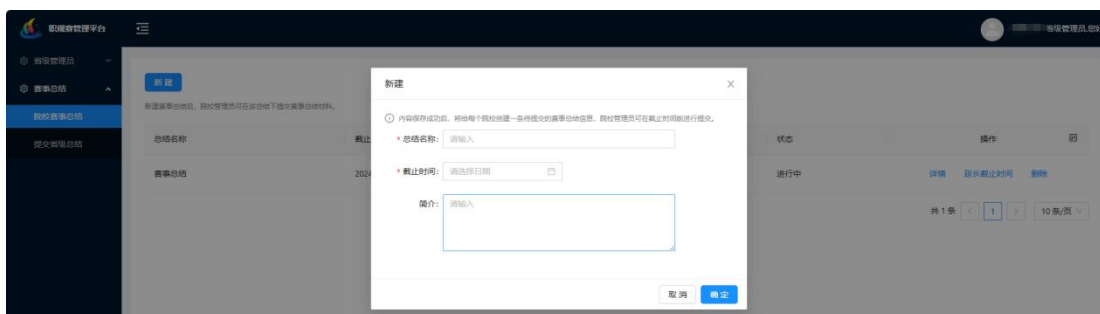 职规赛管理平台
省级管理员,您好
省级管理员
赛事总结
院校赛事总结
提交省级总结
新建
新建赛事总结后，院校管理员可在该总结下提交赛事总结材料。
总结名称
截止
状态
操作
赛事总结
2024
进行中
详情 延长截止时间 删除
共 1 条 < 1 > 10 条/页
新建
内容保存成功后，将给每个院校创建一条待提交的赛事总结信息，院校管理员可在截止时间前进行提交。
* 总结名称: 请输入
* 截止时间: 请选择日期
简介: 请输入
取消 确定